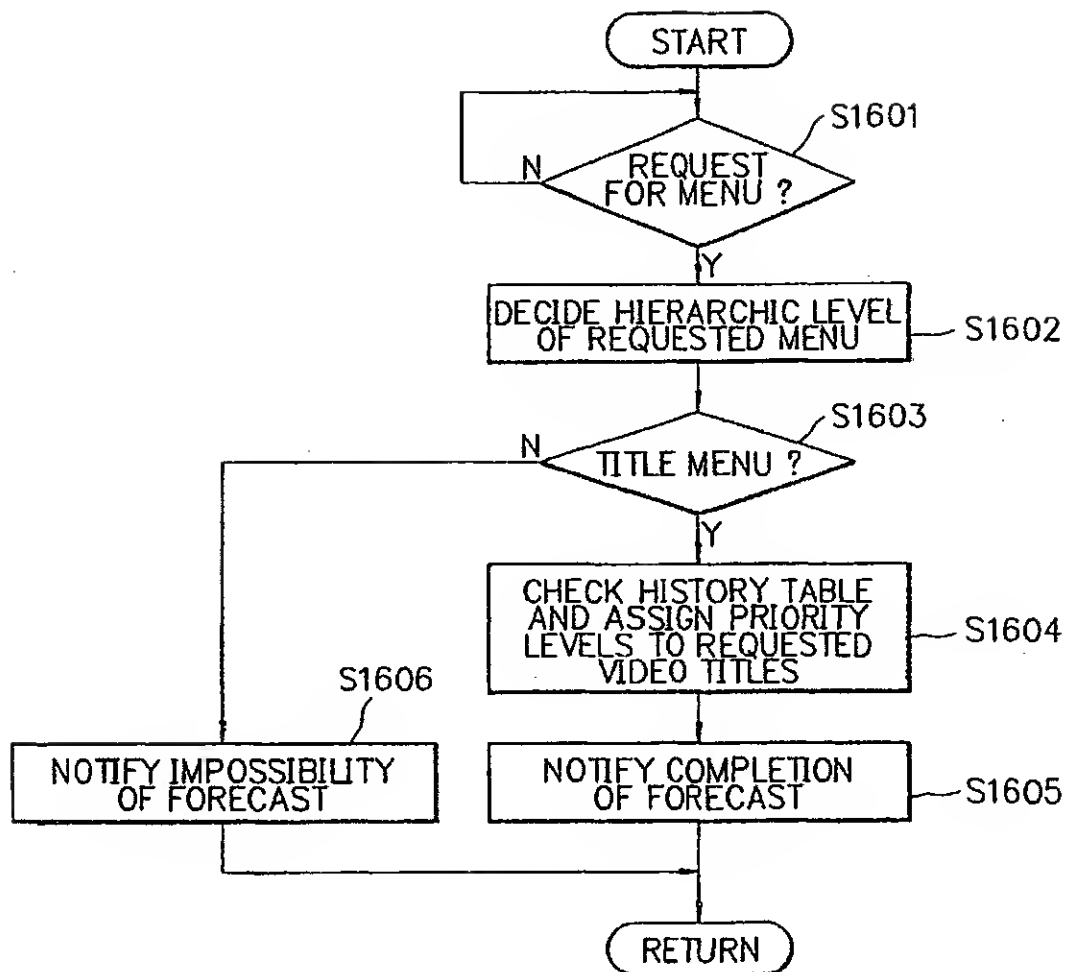 START
S1601
REQUEST
FOR MENU ?
N
Y
DECIDE HIERARCHIC LEVEL
OF REQUESTED MENU
S1602
S1603
N
TITLE MENU ?
Y
CHECK HISTORY TABLE
AND ASSIGN PRIORITY
LEVELS TO REQUESTED
VIDEO TITLES
S1604
S1606
NOTIFY IMPOSSIBILITY
OF FORECAST
NOTIFY COMPLETION
OF FORECAST
S1605
RETURN